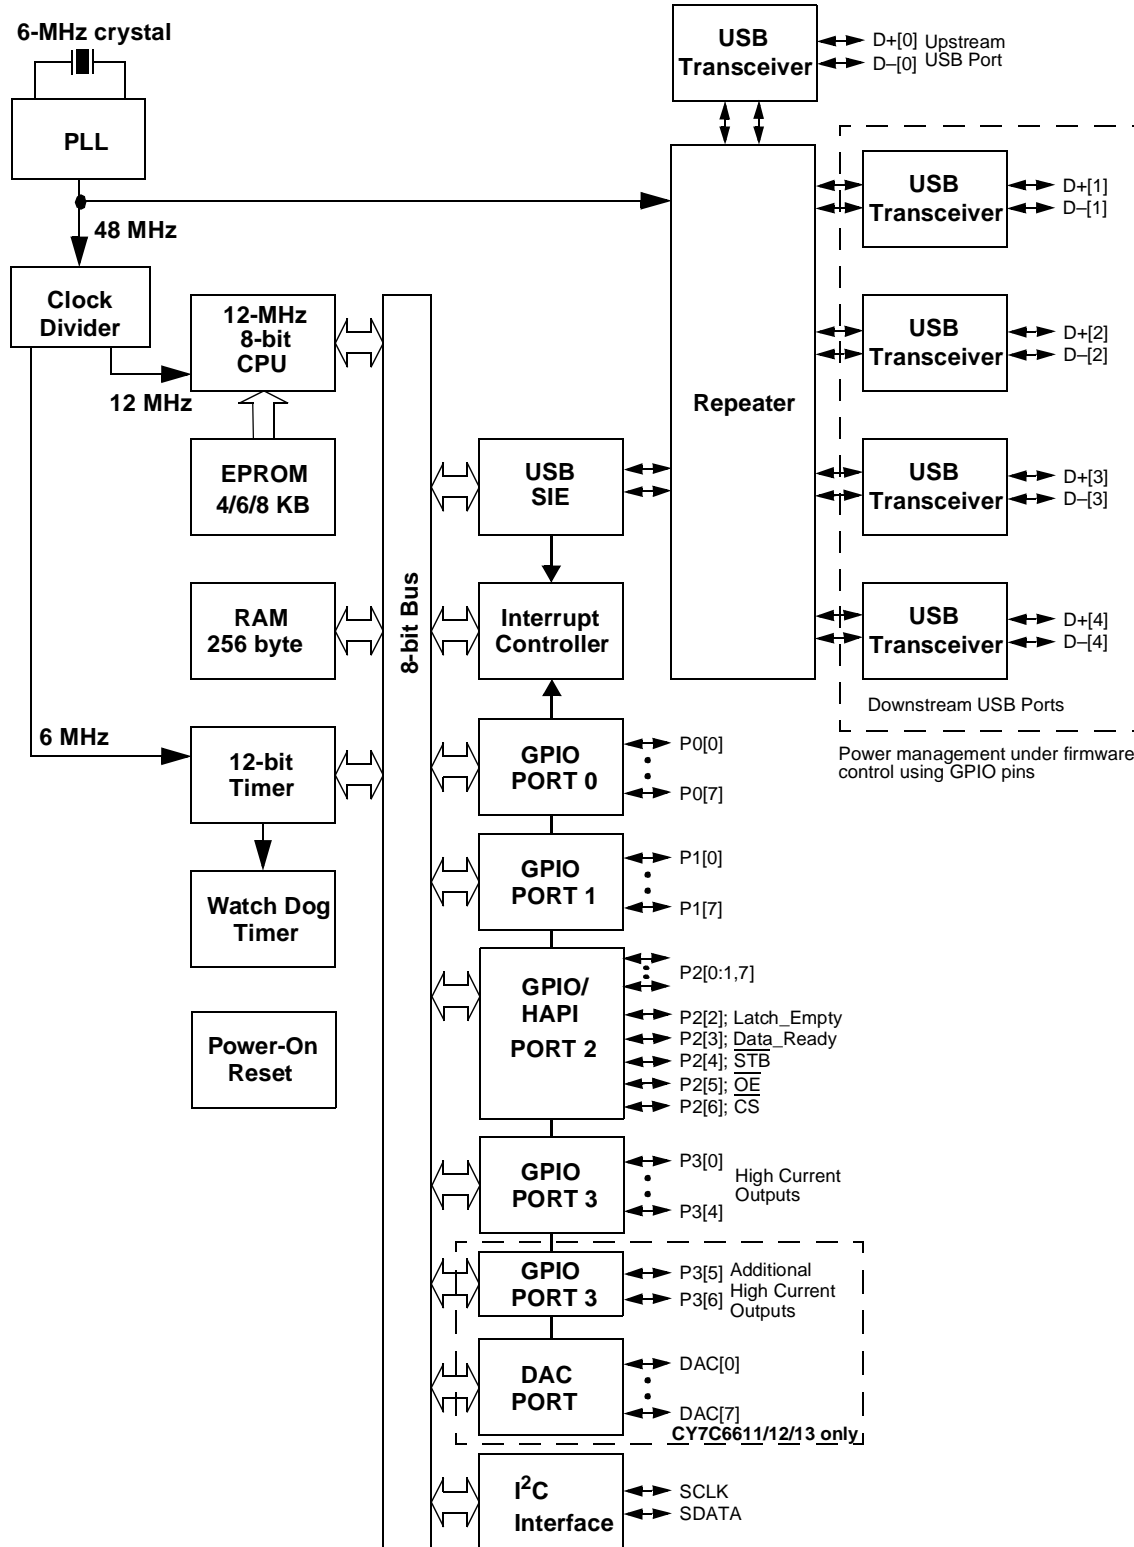 6-MHz crystal
PLL
48 MHz
Clock
Divider
12-MHz
8-bit
CPU
12 MHz
EPROM
4/6/8 KB
RAM
256 byte
6 MHz
12-bit
Timer
Watch Dog
Timer
Power-On
Reset
8-bit Bus
USB
Transceiver
D+[0] Upstream
D–[0] USB Port
Repeater
USB
Transceiver
D+[1]
D–[1]
USB
Transceiver
D+[2]
D–[2]
USB
Transceiver
D+[3]
D–[3]
USB
Transceiver
D+[4]
D–[4]
Downstream USB Ports
Power management under firmware
control using GPIO pins
USB
SIE
Interrupt
Controller
GPIO
PORT 0
P0[0]
P0[7]
GPIO
PORT 1
P1[0]
P1[7]
GPIO/
HAPI
PORT 2
P2[0:1,7]
P2[2]; Latch_Empty
P2[3]; Data_Ready
P2[4]; STB
P2[5]; OE
P2[6]; CS
GPIO
PORT 3
P3[0]
P3[4]
High Current
Outputs
GPIO
PORT 3
P3[5] Additional
P3[6] High Current
Outputs
DAC
PORT
DAC[0]
DAC[7]
CY7C6611/12/13 only
I2C
Interface
SCLK
SDATA